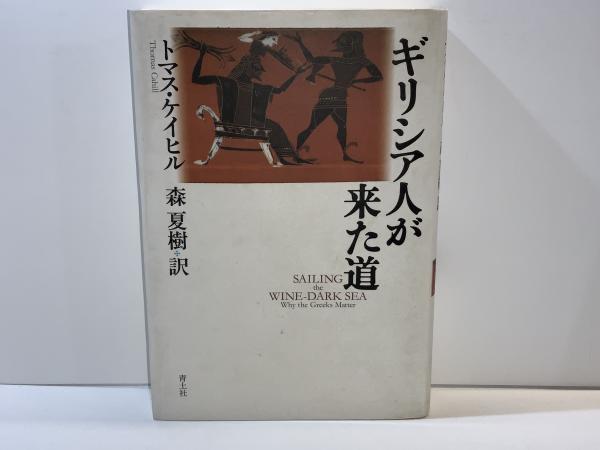 ギリシア人が
来た道
トマス・ケイヒル
Thomas Cahill
森 夏樹・訳
SAILING
the
WINE-DARK SEA
Why the Greeks Matter
青土社